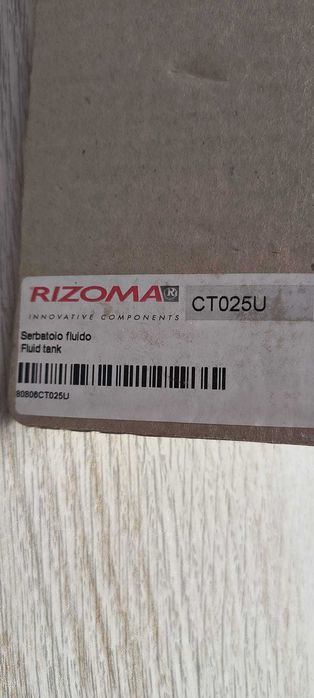 RIZOMA® CT025U
INNOVATIVE COMPONENTS
Serbatoio fluido
Fluid tank
80806CT025U